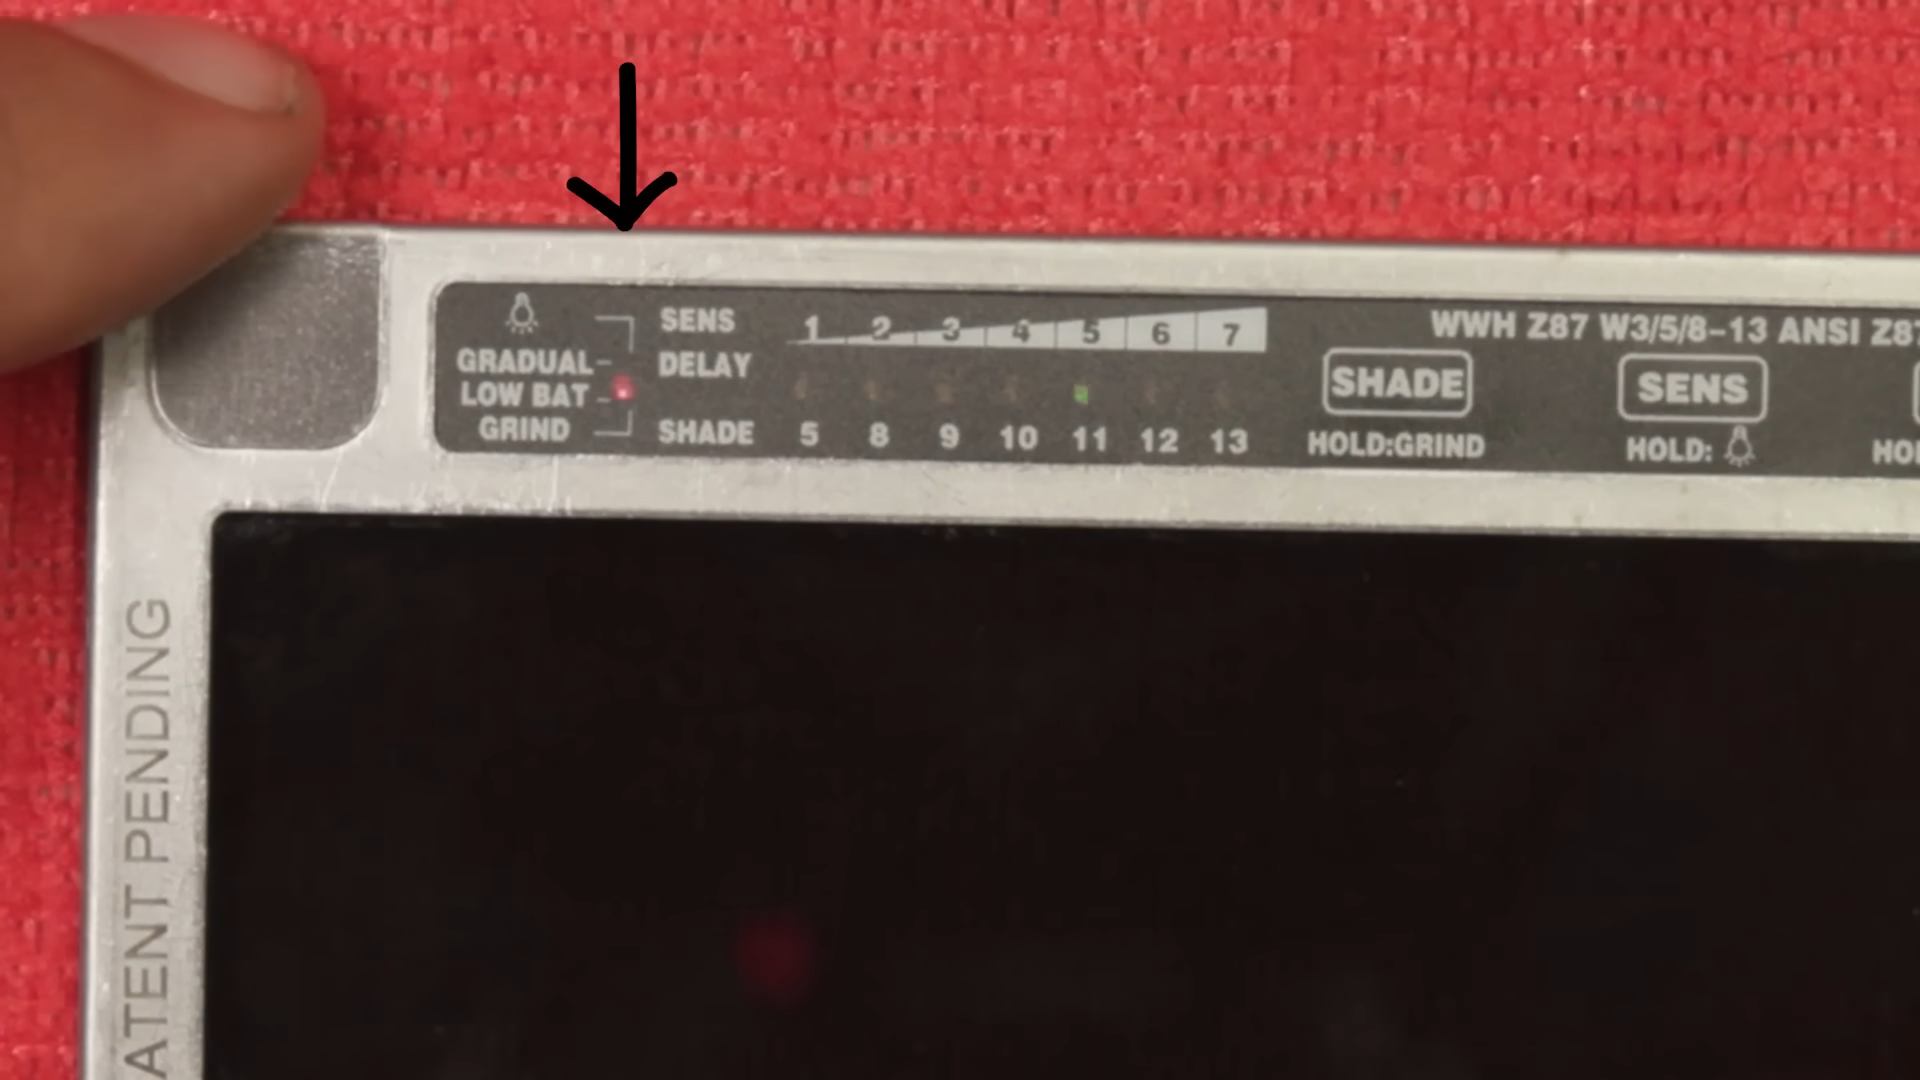 SENS 1 2 3 4 5 6 7
GRADUAL DELAY
LOW BAT
GRIND SHADE 5 8 9 10 11 12 13
WWH Z87 W3/5/8-13 ANSI Z87
SHADE
HOLD:GRIND
SENS
HOLD:
ATENT PENDING